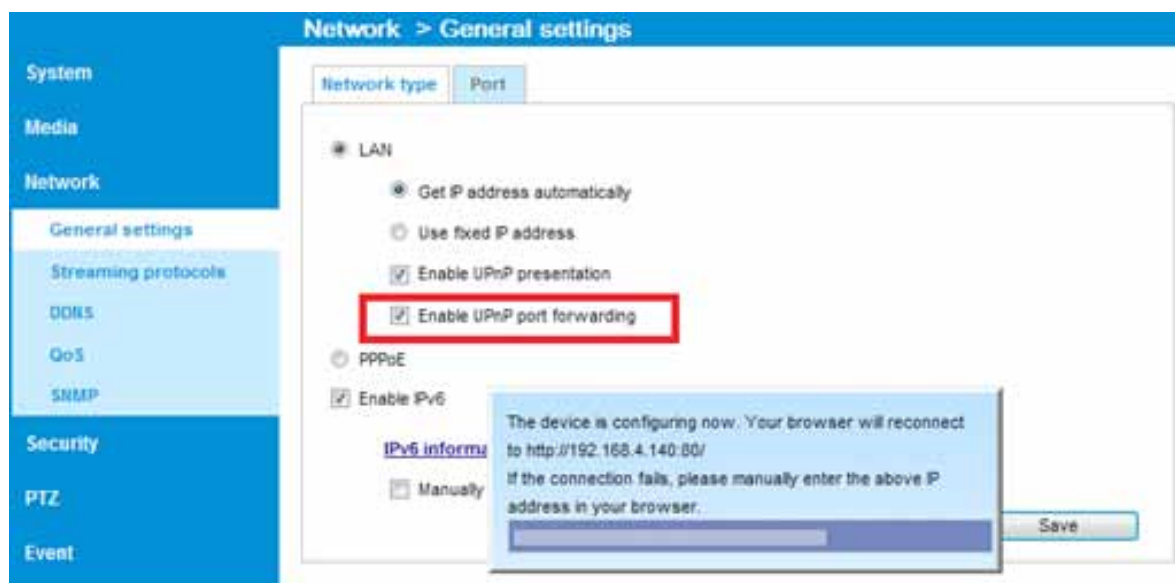 Network > General settings
System
Media
Network
General settings
Streaming protocols
DDNS
QoS
SNMP
Security
PTZ
Event
Network type
Port
LAN
Get IP address automatically
Use fixed IP address
Enable UPnP presentation
Enable UPnP port forwarding
PPPoE
Enable IPv6
IPv6 informa
Manually
The device is configuring now. Your browser will reconnect
to http://192.168.4.140:80/
If the connection fails, please manually enter the above IP
address in your browser.
Save